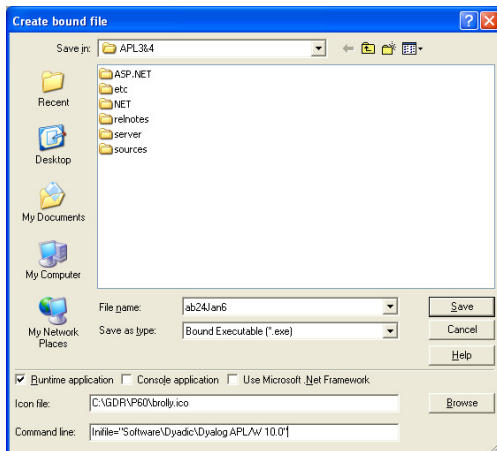 Create bound file
Save in: APL3&4
ASP.NET
etc
NET
relnotes
server
sources
Recent
Desktop
My Documents
My Computer
My Network
Places
File name: ab24Jan6 Save
Save as type: Bound Executable (*.exe) Cancel
Help
Runtime application Console application Use Microsoft .Net Framework
Icon file: C:\GDR\P60\brolly.ico Browse
Command line: Inifile="Software\Dyadic\Dyalog APL/W 10.0"